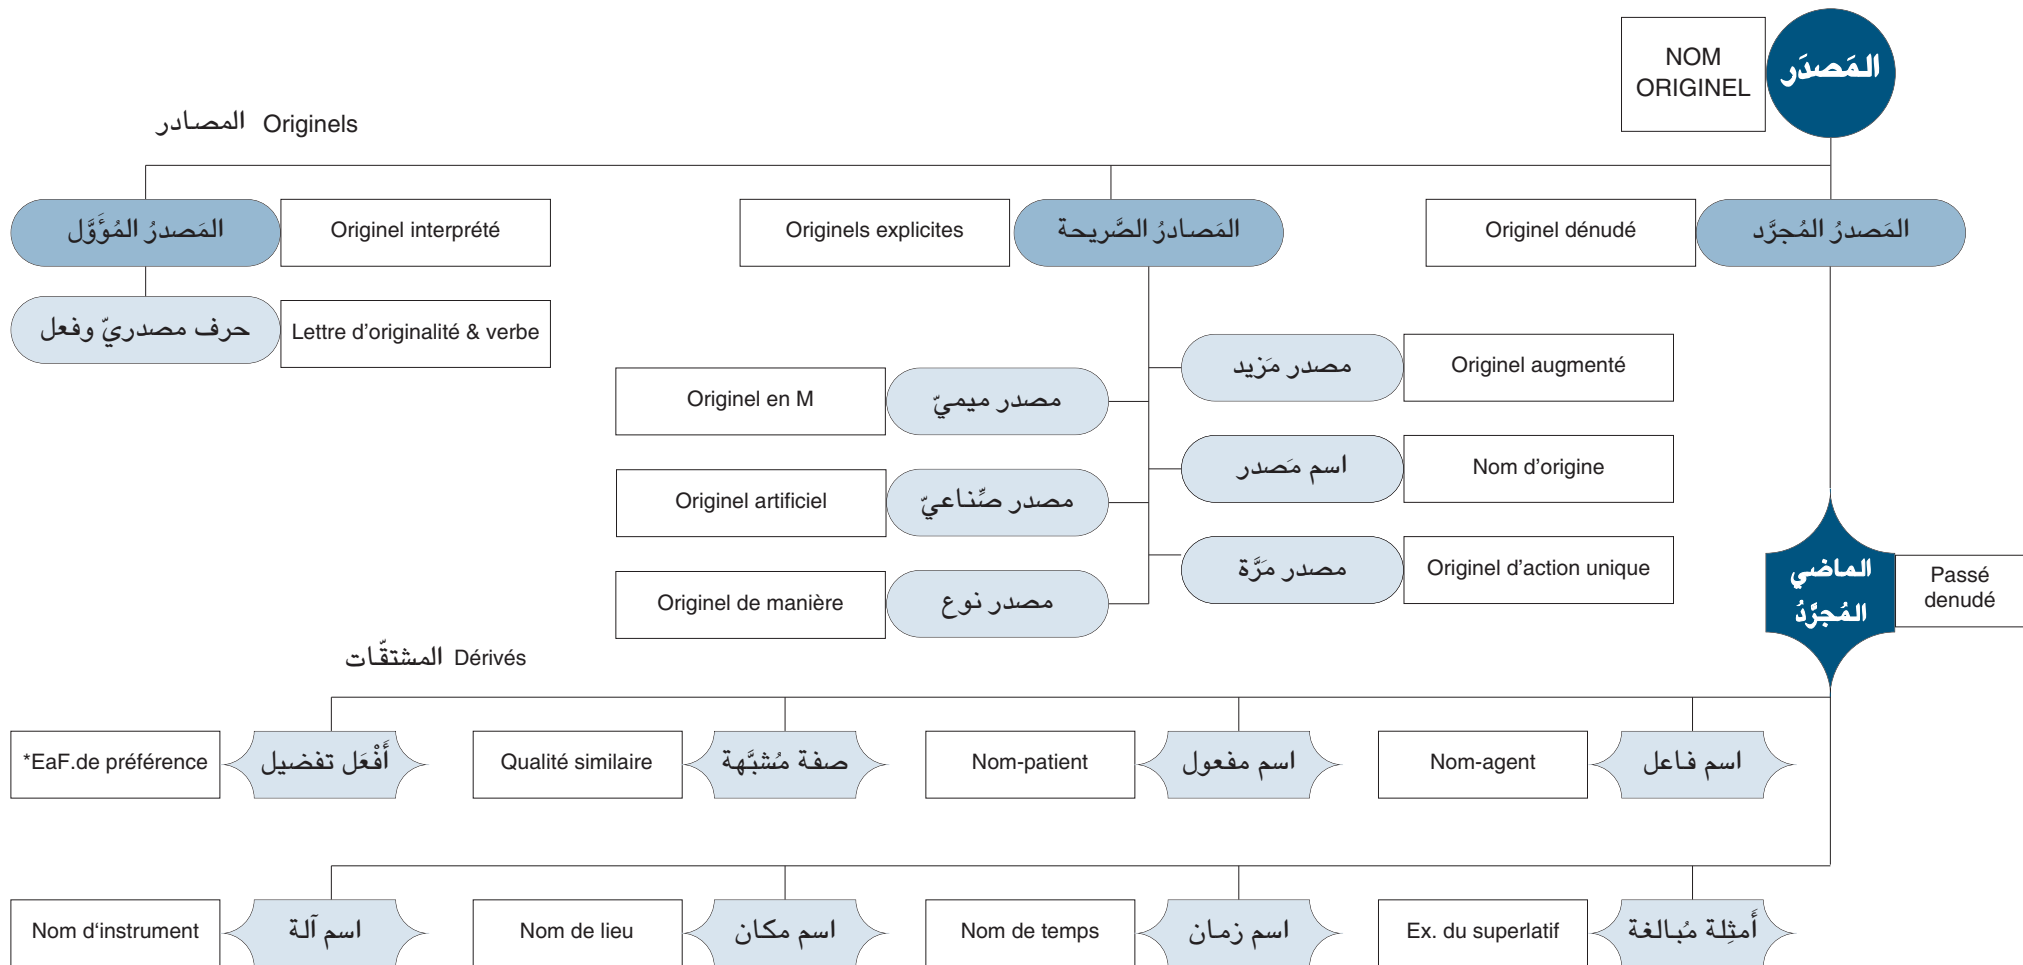 NOM
ORIGINEL
المَصدَر
المصادر Originels
المَصدرُ المُؤَوَّل
Originel interprété
Originels explicites
المَصادرُ الصَّريحة
Originel dénudé
المَصدرُ المُجرَّد
حرف مصدريّ وفعل
Lettre d’originalité & verbe
مصدر مَزيد
Originel augmenté
Originel en M
مصدر ميميّ
اسم مَصدر
Nom d’origine
Originel artificiel
مصدر صِّناعيّ
مصدر مَرَّة
Originel d’action unique
Originel de manière
مصدر نوع
الماضي
المُجرَّدُ
Passé
denudé
المشتقّات Dérivés
*EaF.de préférence
أَفْعَل تفضيل
Qualité similaire
صفة مُشبَّهة
Nom-patient
اسم مفعول
Nom-agent
اسم فاعل
Nom d‘instrument
اسم آلة
Nom de lieu
اسم مكان
Nom de temps
اسم زمان
Ex. du superlatif
أَمثِلة مُبالغة